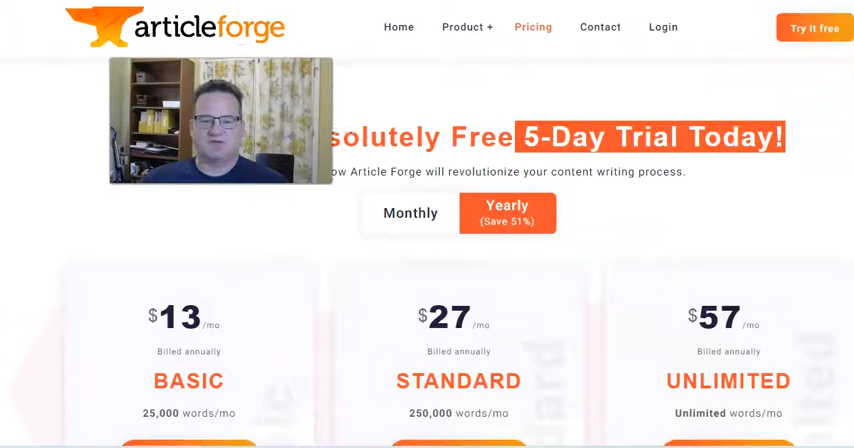 articleforge
Home Product + Pricing Contact Login Try It free
solutely Free 5-Day Trial Today!
ow Article Forge will revolutionize your content writing process.
Monthly Yearly
(Save 51%)
$13/mo $27/mo $57/mo
Billed annually Billed annually Billed annually
BASIC STANDARD UNLIMITED
25,000 words/mo 250,000 words/mo Unlimited words/mo